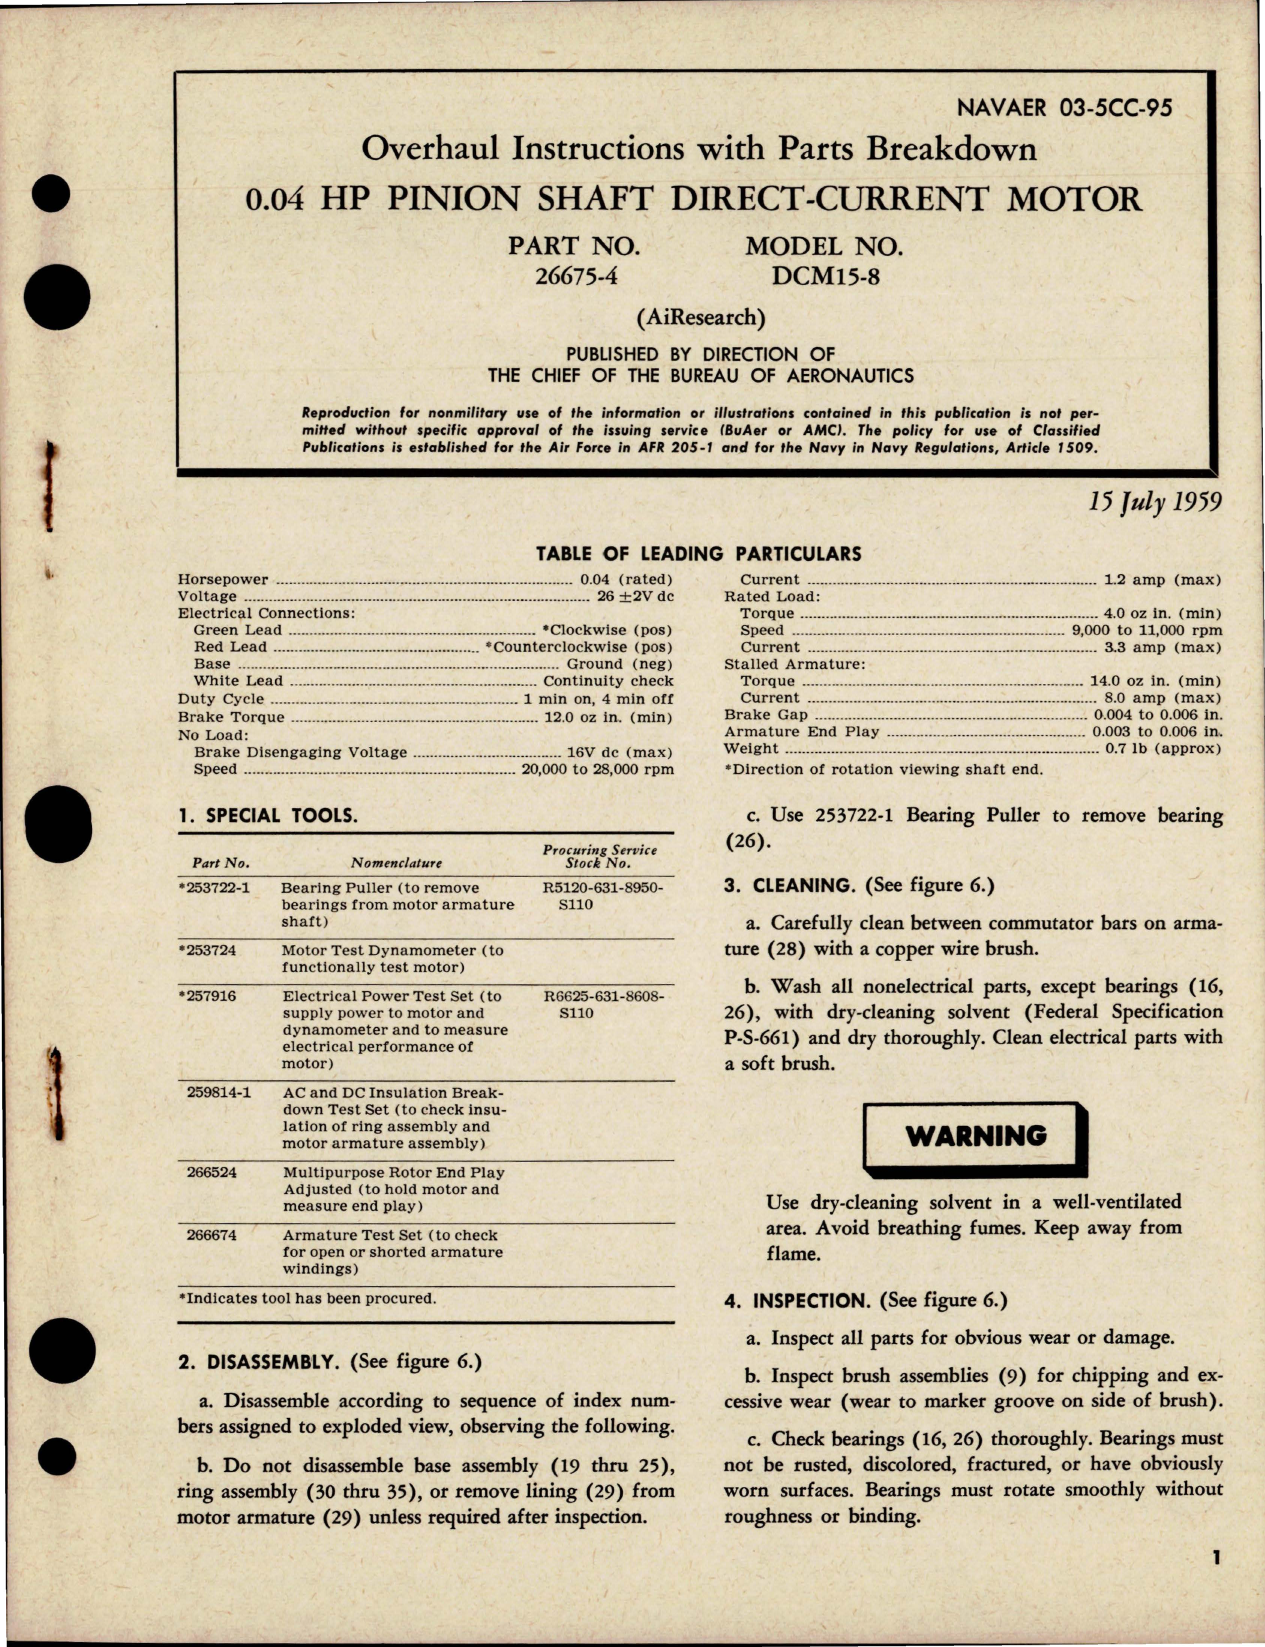 NAVAER 03-5CC-95
Overhaul Instructions with Parts Breakdown
0.04 HP PINION SHAFT DIRECT-CURRENT MOTOR
PART NO. MODEL NO.
26675-4 DCM15-8
(AiResearch)
PUBLISHED BY DIRECTION OF
THE CHIEF OF THE BUREAU OF AERONAUTICS
Reproduction for nonmilitary use of the information or illustrations contained in this publication is not per-
mitted without specific approval of the issuing service (BuAer or AMC). The policy for use of Classified
Publications is established for the Air Force in AFR 205-1 and for the Navy in Navy Regulations, Article 1509.
15 July 1959
TABLE OF LEADING PARTICULARS
Horsepower 0.04 (rated)
Voltage 26 ±2V dc
Electrical Connections:
Green Lead *Clockwise (pos)
Red Lead *Counterclockwise (pos)
Base Ground (neg)
White Lead Continuity check
Duty Cycle 1 min on, 4 min off
Brake Torque 12.0 oz in. (min)
No Load:
Brake Disengaging Voltage 16V dc (max)
Speed 20,000 to 28,000 rpm
Current 1.2 amp (max)
Rated Load:
Torque 4.0 oz in. (min)
Speed 9,000 to 11,000 rpm
Current 3.3 amp (max)
Stalled Armature:
Torque 14.0 oz in. (min)
Current 8.0 amp (max)
Brake Gap 0.004 to 0.006 in.
Armature End Play 0.003 to 0.006 in.
Weight 0.7 lb (approx)
*Direction of rotation viewing shaft end.
1. SPECIAL TOOLS.
Procuring Service
Part No. Nomenclature Stock No.
*253722-1 Bearing Puller (to remove R5120-631-8950-
bearings from motor armature S110
shaft)
*253724 Motor Test Dynamometer (to
functionally test motor)
*257916 Electrical Power Test Set (to R6625-631-8608-
supply power to motor and S110
dynamometer and to measure
electrical performance of
motor)
259814-1 AC and DC Insulation Break-
down Test Set (to check insu-
lation of ring assembly and
motor armature assembly)
266524 Multipurpose Rotor End Play
Adjusted (to hold motor and
measure end play)
266674 Armature Test Set (to check
for open or shorted armature
windings)
*Indicates tool has been procured.
2. DISASSEMBLY. (See figure 6.)
a. Disassemble according to sequence of index num-
bers assigned to exploded view, observing the following.
b. Do not disassemble base assembly (19 thru 25),
ring assembly (30 thru 35), or remove lining (29) from
motor armature (29) unless required after inspection.
c. Use 253722-1 Bearing Puller to remove bearing
(26).
3. CLEANING. (See figure 6.)
a. Carefully clean between commutator bars on arma-
ture (28) with a copper wire brush.
b. Wash all nonelectrical parts, except bearings (16,
26), with dry-cleaning solvent (Federal Specification
P-S-661) and dry thoroughly. Clean electrical parts with
a soft brush.
WARNING
Use dry-cleaning solvent in a well-ventilated
area. Avoid breathing fumes. Keep away from
flame.
4. INSPECTION. (See figure 6.)
a. Inspect all parts for obvious wear or damage.
b. Inspect brush assemblies (9) for chipping and ex-
cessive wear (wear to marker groove on side of brush).
c. Check bearings (16, 26) thoroughly. Bearings must
not be rusted, discolored, fractured, or have obviously
worn surfaces. Bearings must rotate smoothly without
roughness or binding.
1